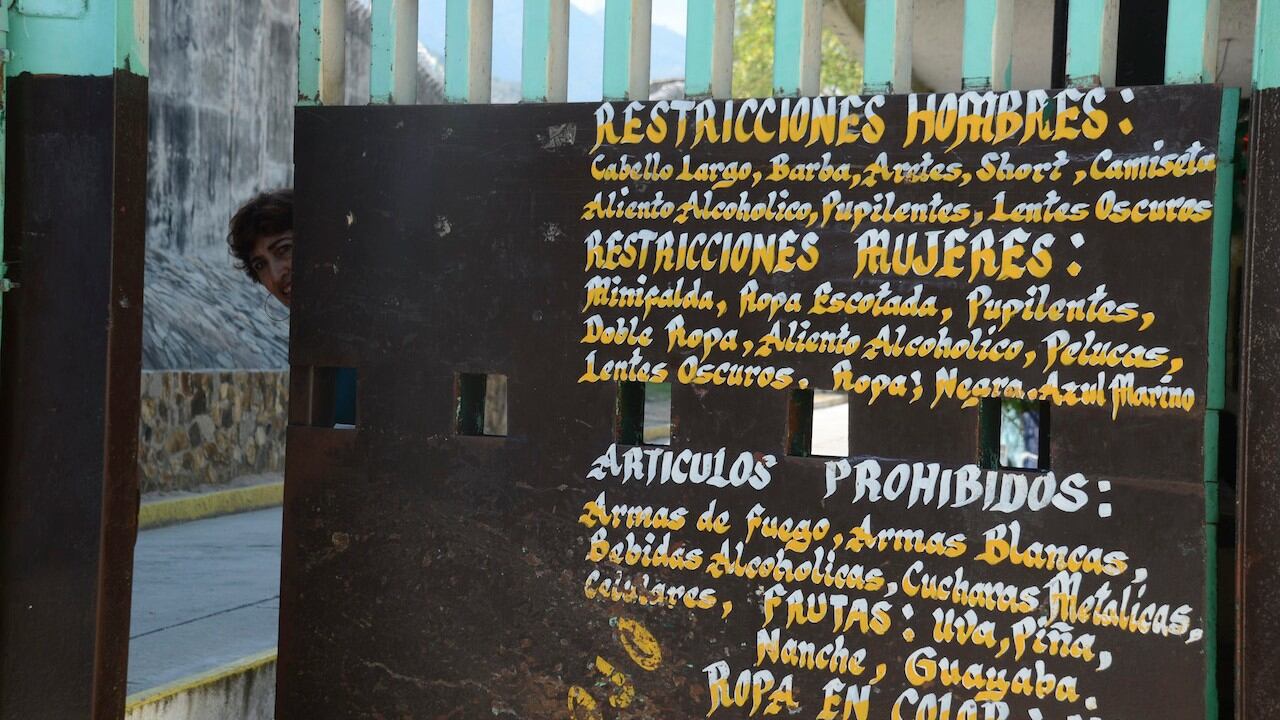 RESTRICCIONES HOMBRES:
Cabello Largo, Barba, Aretes, Short, Camiseta
Aliento Alcoholico, Pupilentes, Lentes Oscuros
RESTRICCIONES MUJERES:
Minifalda, Ropa Escotada, Pupilentes,
Doble Ropa, Aliento Alcoholico, Pelucas,
Lentes Oscuros. Ropa; Negra. Azul Marino
ARTICULOS PROHIBIDOS:
Armas de fuego, Armas Blancas,
Bebidas Alcoholicas, Cucharas Metalicas,
Celulares, FRUTAS: Uva, Piña,
Nanche, Guayaba.
ROPA EN COLOR